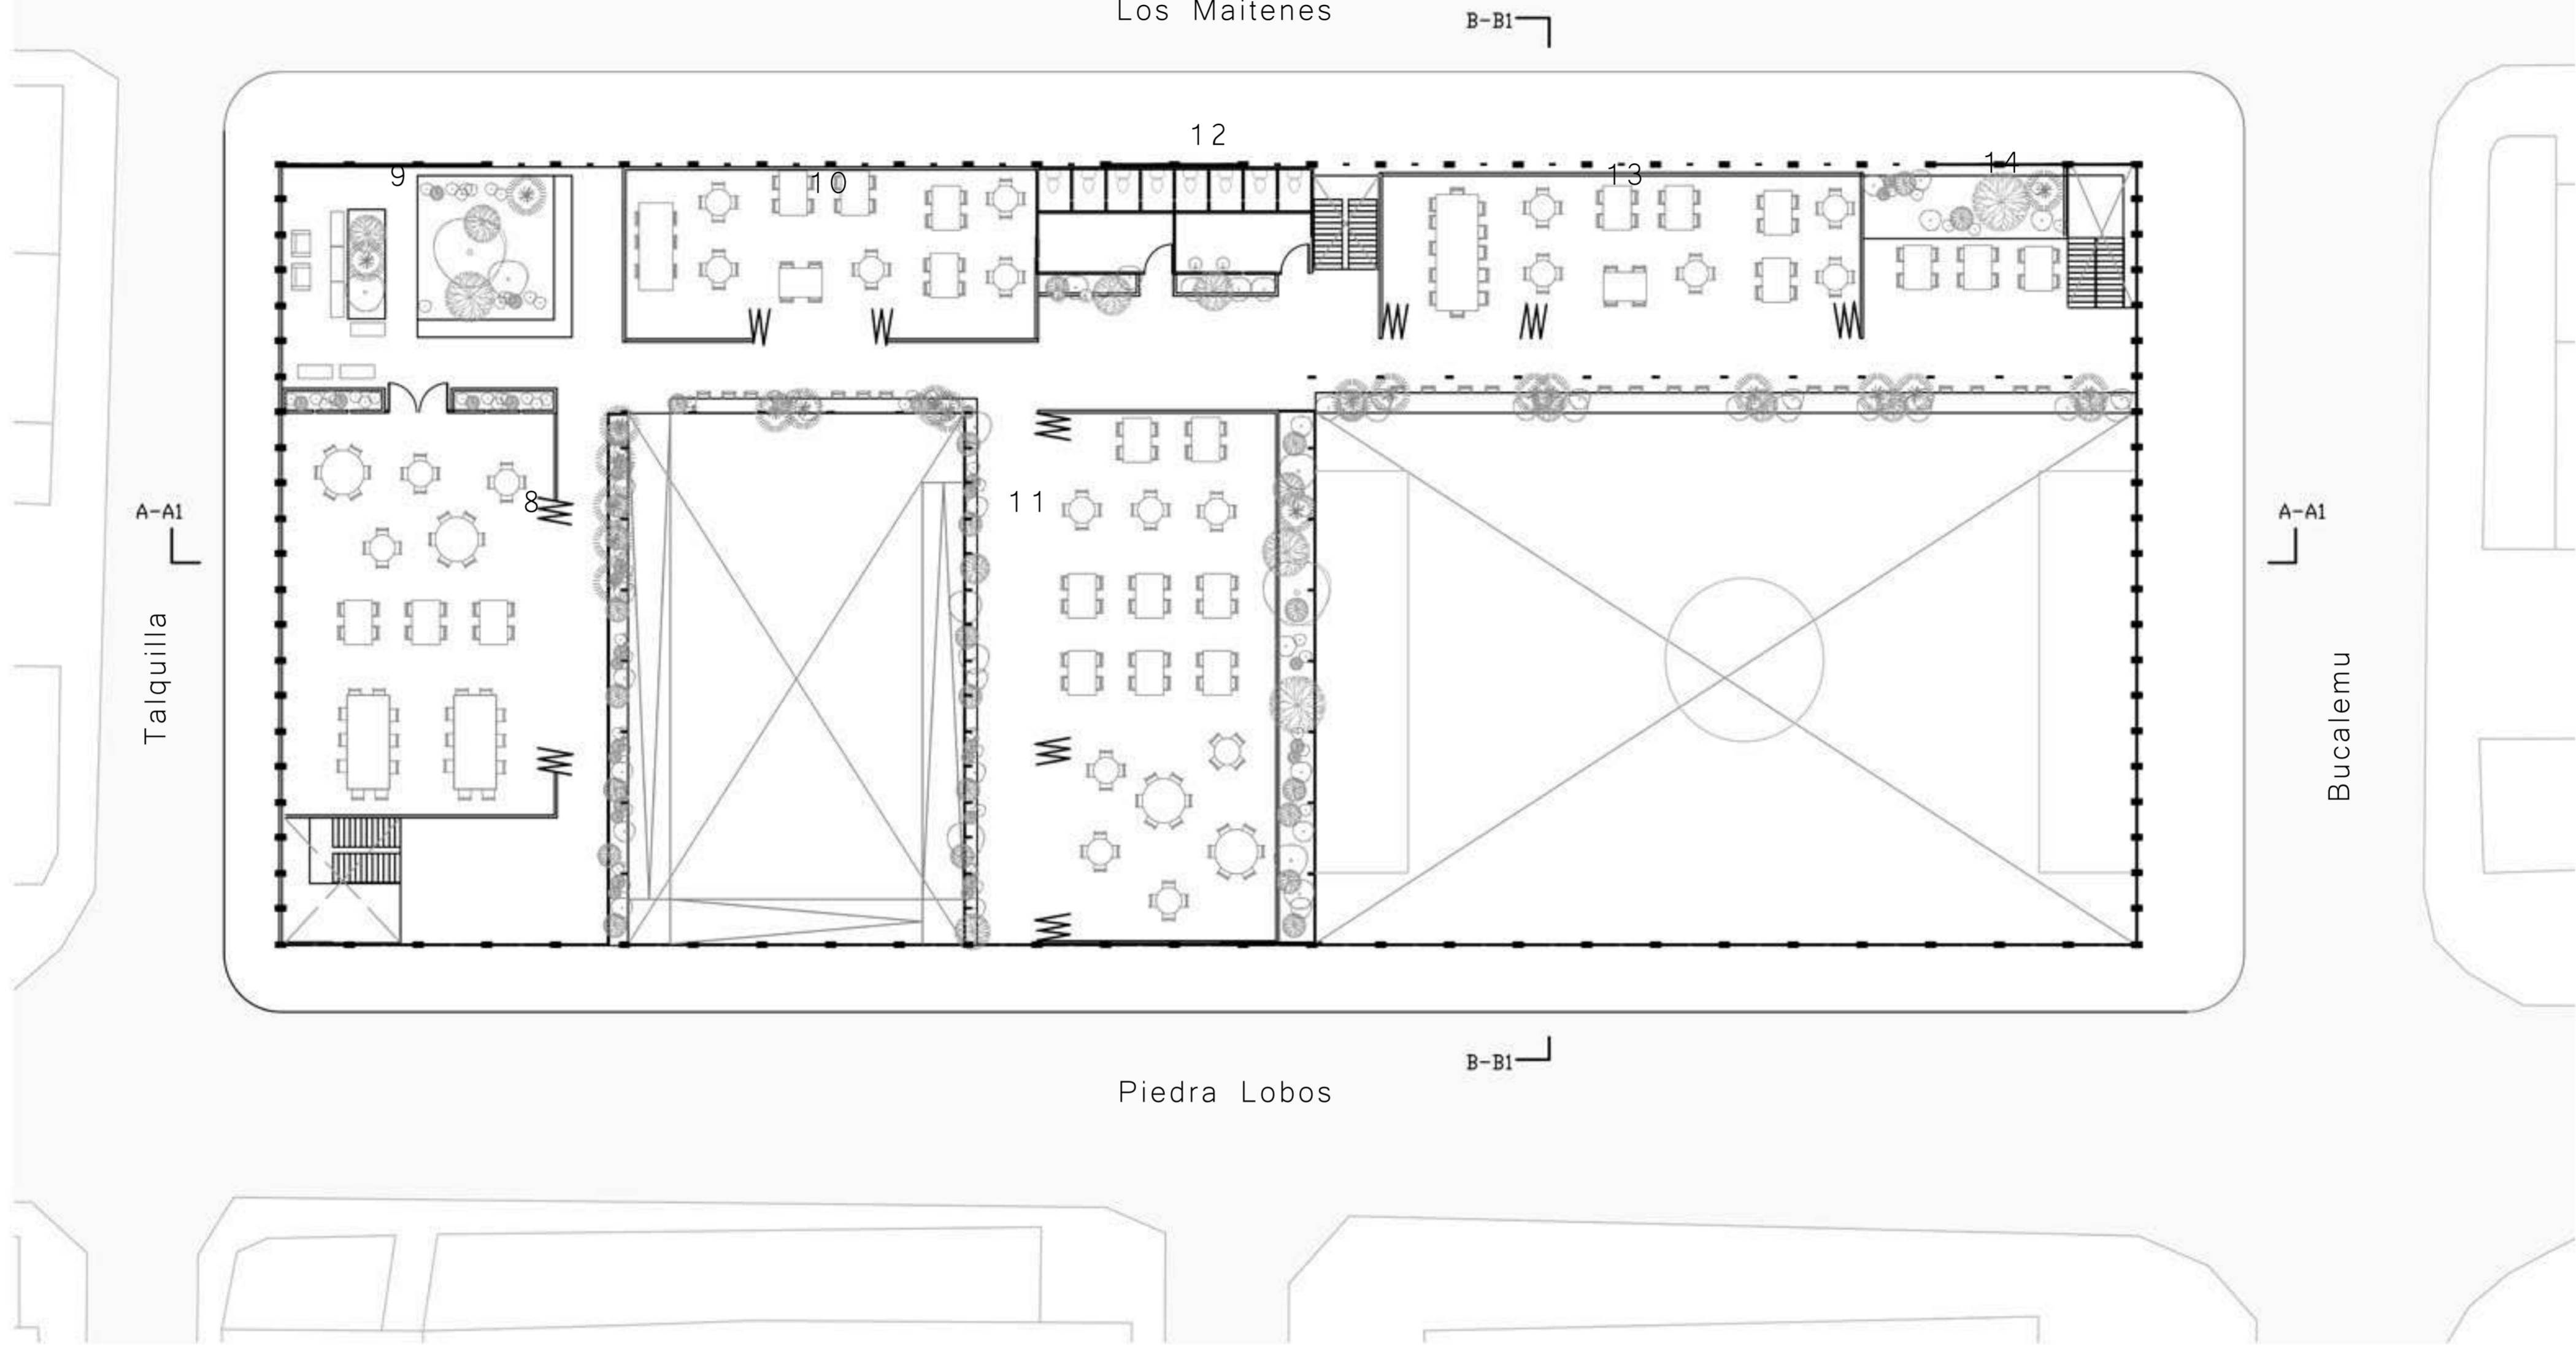 Los Maitenes
B-B1
12
9
10
13
14
8
11
A-A1
A-A1
Talquilla
Bucalemu
B-B1
Piedra Lobos